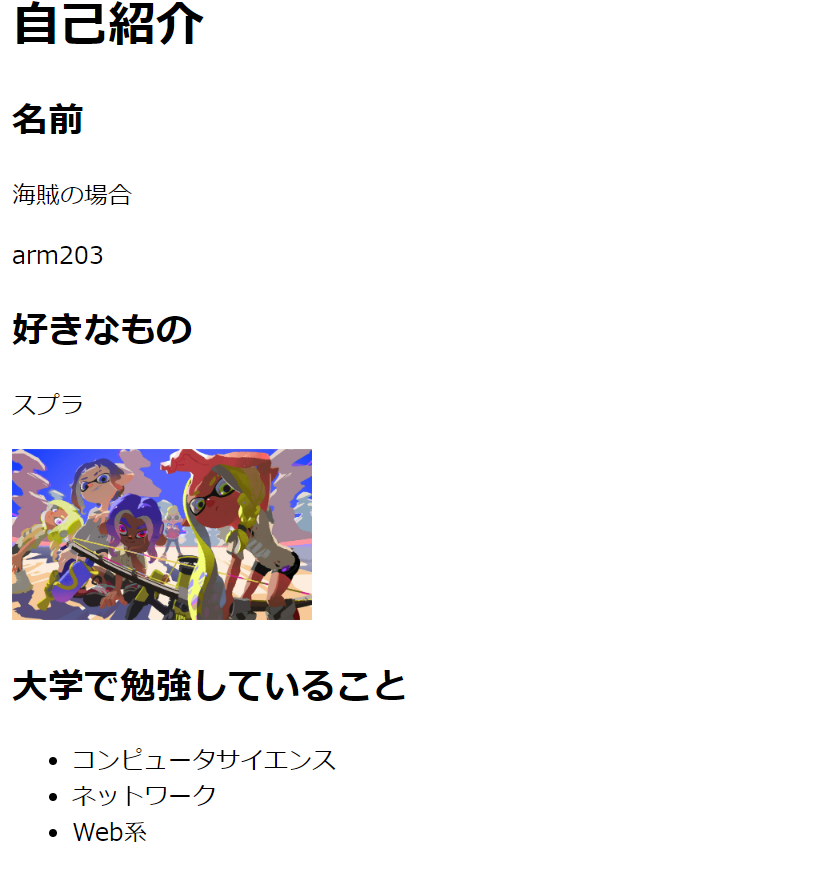 自己紹介
名前
海賊の場合
arm203
好きなもの
スプラ
大学で勉強していること
コンピュータサイエンス
ネットワーク
Web系